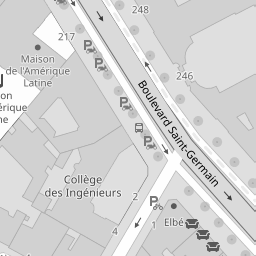 248
217
Maison
de l'Amérique
Latine
246
Boulevard Saint-Germain
Collège
des Ingénieurs
4
2
1
Elbé